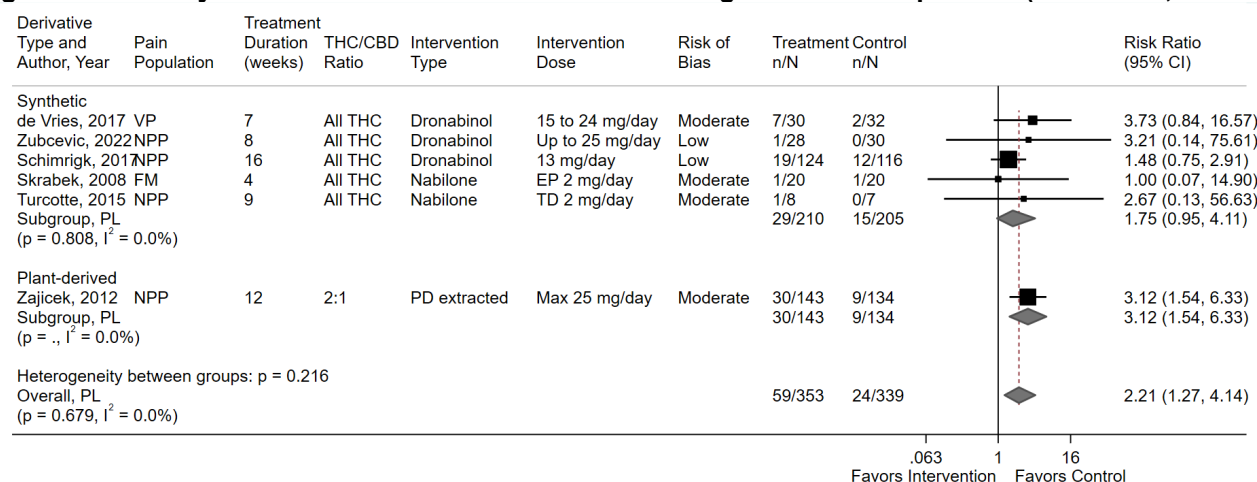 Derivative Type and Author, Year Pain Population Treatment Duration (weeks) THC/CBD Ratio Intervention Type Intervention Dose Risk of Bias Treatment n/N Control n/N Risk Ratio (95% CI)
Synthetic
de Vries, 2017 VP 7 All THC Dronabinol 15 to 24 mg/day Moderate 7/30 2/32 3.73 (0.84, 16.57)
Zubcevic, 2022 NPP 8 All THC Dronabinol Up to 25 mg/day Low 1/28 0/30 3.21 (0.14, 75.61)
Schimrigk, 2017 NPP 16 All THC Dronabinol 13 mg/day Low 19/124 12/116 1.48 (0.75, 2.91)
Skrabek, 2008 FM 4 All THC Nabilone EP 2 mg/day Moderate 1/20 1/20 1.00 (0.07, 14.90)
Turcotte, 2015 NPP 9 All THC Nabilone TD 2 mg/day Moderate 1/8 0/7 2.67 (0.13, 56.63)
Subgroup, PL 29/210 15/205 1.75 (0.95, 4.11)
(p = 0.808, I² = 0.0%)
Plant-derived
Zajicek, 2012 NPP 12 2:1 PD extracted Max 25 mg/day Moderate 30/143 9/134 3.12 (1.54, 6.33)
Subgroup, PL 30/143 9/134 3.12 (1.54, 6.33)
(p = ., I² = 0.0%)
Heterogeneity between groups: p = 0.216
Overall, PL 59/353 24/339 2.21 (1.27, 4.14)
(p = 0.679, I² = 0.0%)
.063 1 16
Favors Intervention Favors Control